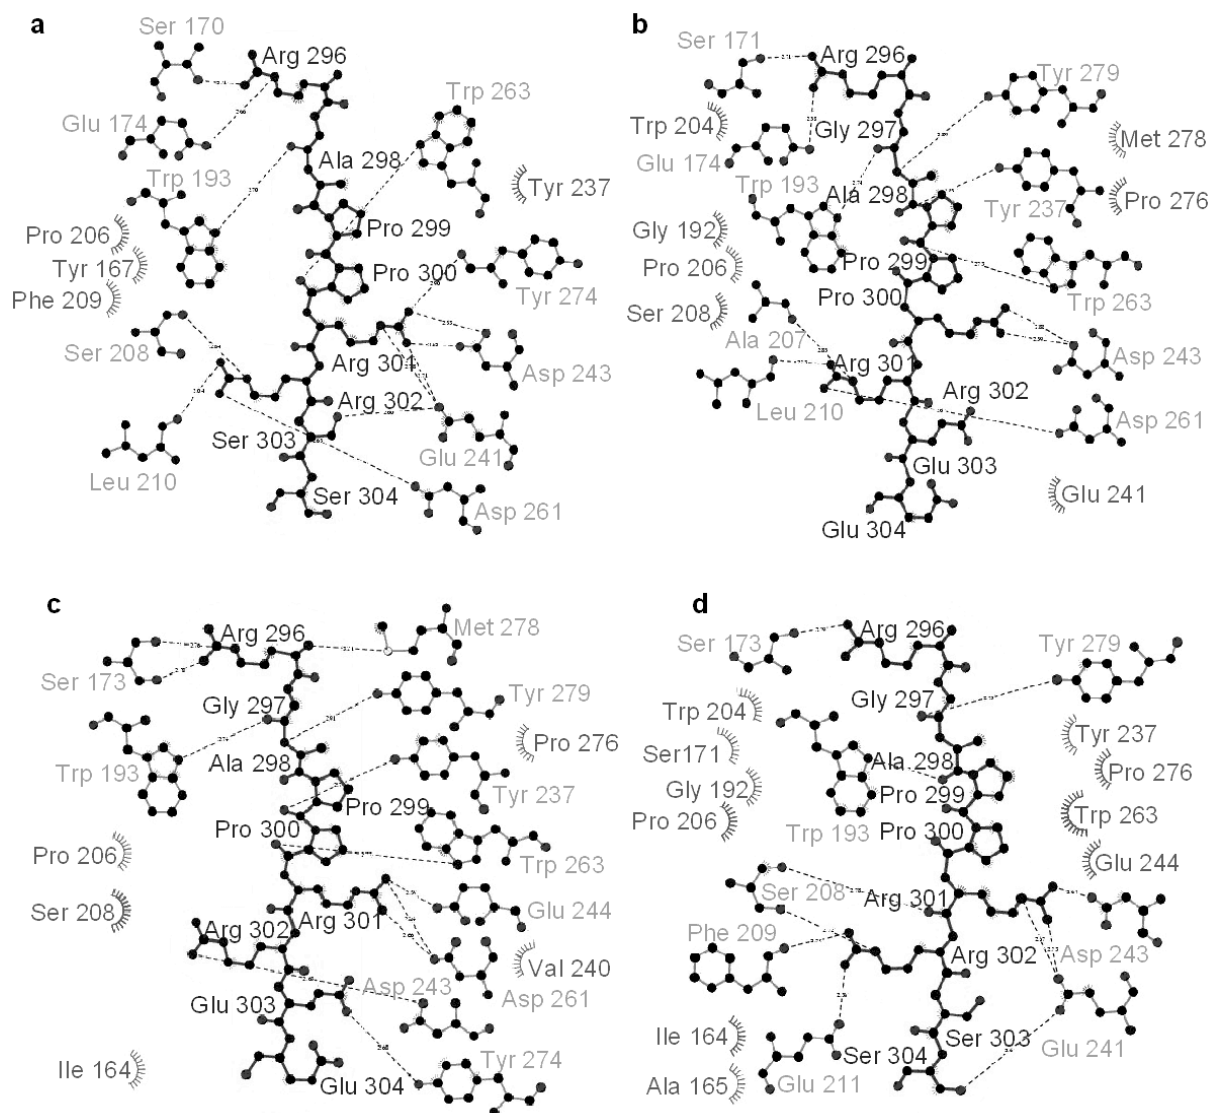 a
Ser 170
Arg 296
Glu 174
Trp 263
Ala 298
Trp 193
Tyr 237
Pro 206
Pro 299
Tyr 167
Phe 209
Pro 300
Tyr 274
Ser 208
Arg 301
Asp 243
Arg 302
Ser 303
Glu 241
Leu 210
Ser 304
Asp 261
b
Ser 171
Arg 296
Tyr 279
Trp 204
Gly 297
Met 278
Glu 174
Trp 193
Ala 298
Tyr 237
Pro 276
Gly 192
Pro 206
Pro 299
Pro 300
Trp 263
Ser 208
Ala 207
Arg 301
Asp 243
Arg 302
Leu 210
Asp 261
Glu 303
Glu 241
Glu 304
c
Arg 296
Met 278
Ser 173
Gly 297
Tyr 279
Trp 193
Ala 298
Pro 276
Pro 299
Tyr 237
Pro 300
Pro 206
Trp 263
Ser 208
Arg 301
Glu 244
Arg 302
Val 240
Asp 243
Asp 261
Glu 303
Ile 164
Tyr 274
Glu 304
d
Ser 173
Arg 296
Tyr 279
Gly 297
Trp 204
Tyr 237
Ser171
Ala 298
Pro 276
Gly 192
Pro 299
Pro 206
Trp 263
Trp 193
Pro 300
Glu 244
Ser 208
Arg 301
Phe 209
Arg 302
Asp 243
Ile 164
Ser 303
Glu 241
Ser 304
Ala 165
Glu 211